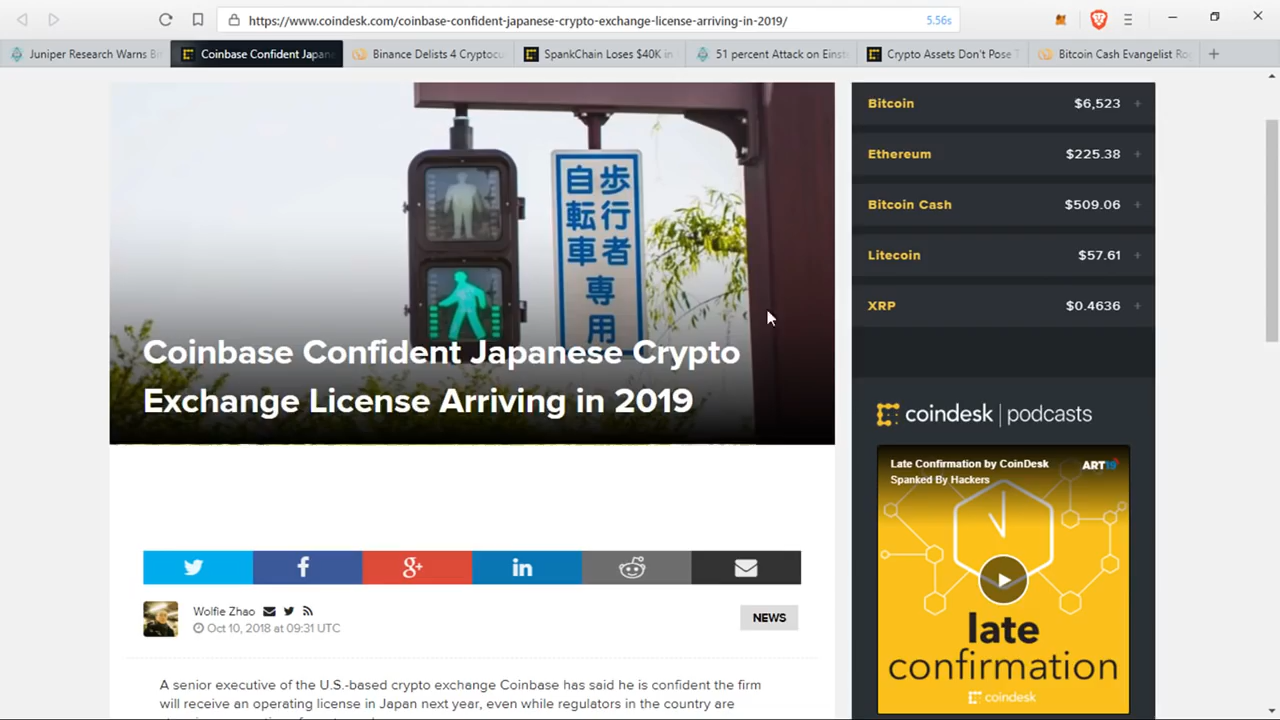 https://www.coindesk.com/coinbase-confident-japanese-crypto-exchange-license-arriving-in-2019/
5.56s
Juniper Research Warns Bi
Coinbase Confident Japane
Binance Delists 4 Cryptocu
SpankChain Loses $40K in
51 percent Attack on Einst
Crypto Assets Don't Pose T
Bitcoin Cash Evangelist Ro
自転車
歩行者
専用
Coinbase Confident Japanese Crypto
Exchange License Arriving in 2019
Wolfie Zhao
Oct 10, 2018 at 09:31 UTC
NEWS
A senior executive of the U.S.-based crypto exchange Coinbase has said he is confident the firm
will receive an operating license in Japan next year, even while regulators in the country are
Bitcoin $6,523 +
Ethereum $225.38 +
Bitcoin Cash $509.06 +
Litecoin $57.61 +
XRP $0.4636 +
coindesk | podcasts
Late Confirmation by CoinDesk
Spanked By Hackers
ART19
late
confirmation
coindesk